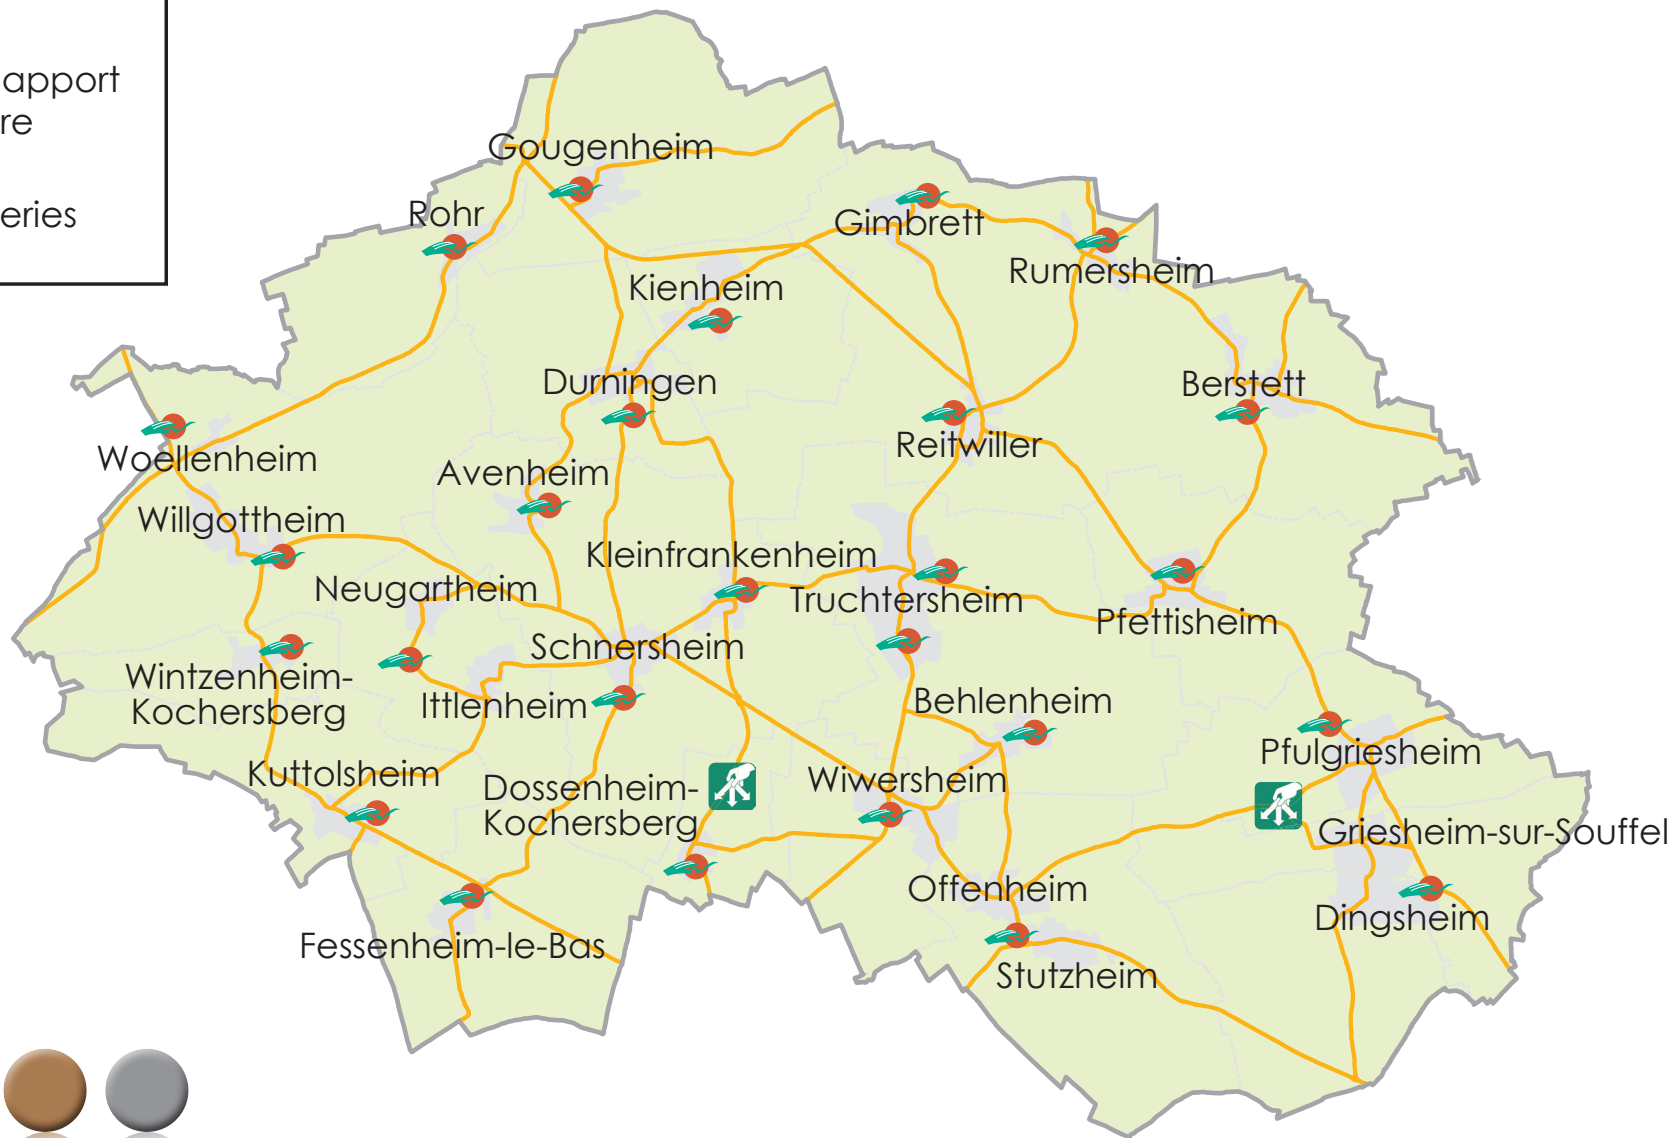 apport
re
eries
Gougenheim
Rohr
Gimbrett
Rumersheim
Kienheim
Durningen
Berstett
Reitwiller
Woellenheim
Avenheim
Willgottheim
Kleinfrankenheim
Neugartheim
Truchtersheim
Pfettisheim
Schnersheim
Wintzenheim-
Kochersberg
Ittlenheim
Behlenheim
Pfulgriesheim
Kuttolsheim
Dossenheim-
Kochersberg
Wiwersheim
Griesheim-sur-Souffel
Offenheim
Dingsheim
Fessenheim-le-Bas
Stutzheim